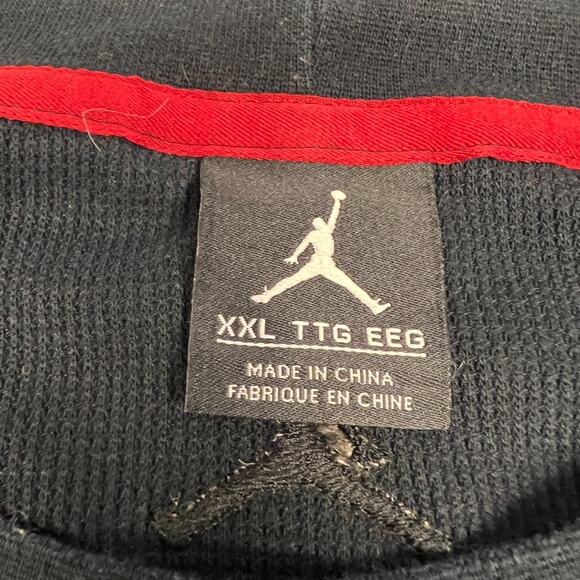 XXL TTG EEG
MADE IN CHINA
FABRIQUE EN CHINE